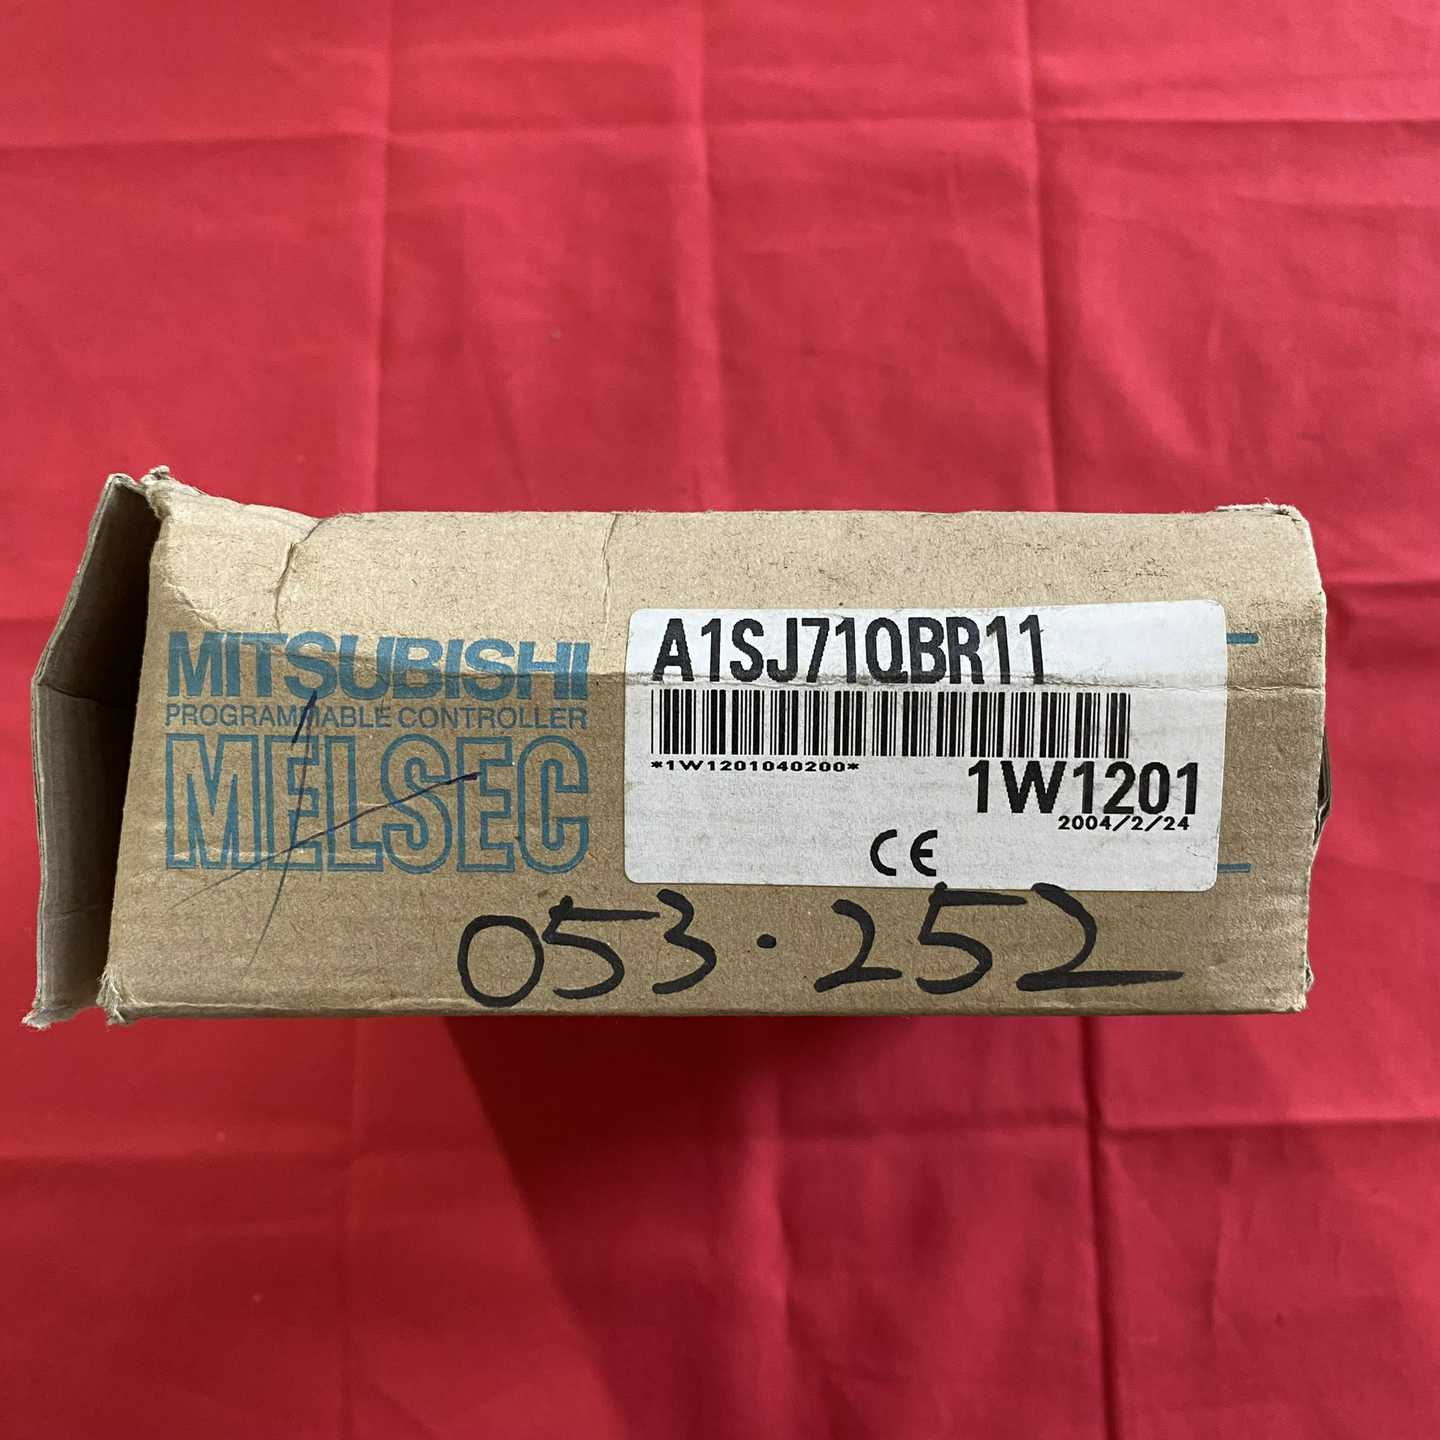 MITSUBISHI
PROGRAMMABLE CONTROLLER
MELSEC
A1SJ71QBR11
*1W1201040200*
1W1201
2004/2/24
CE
053.252